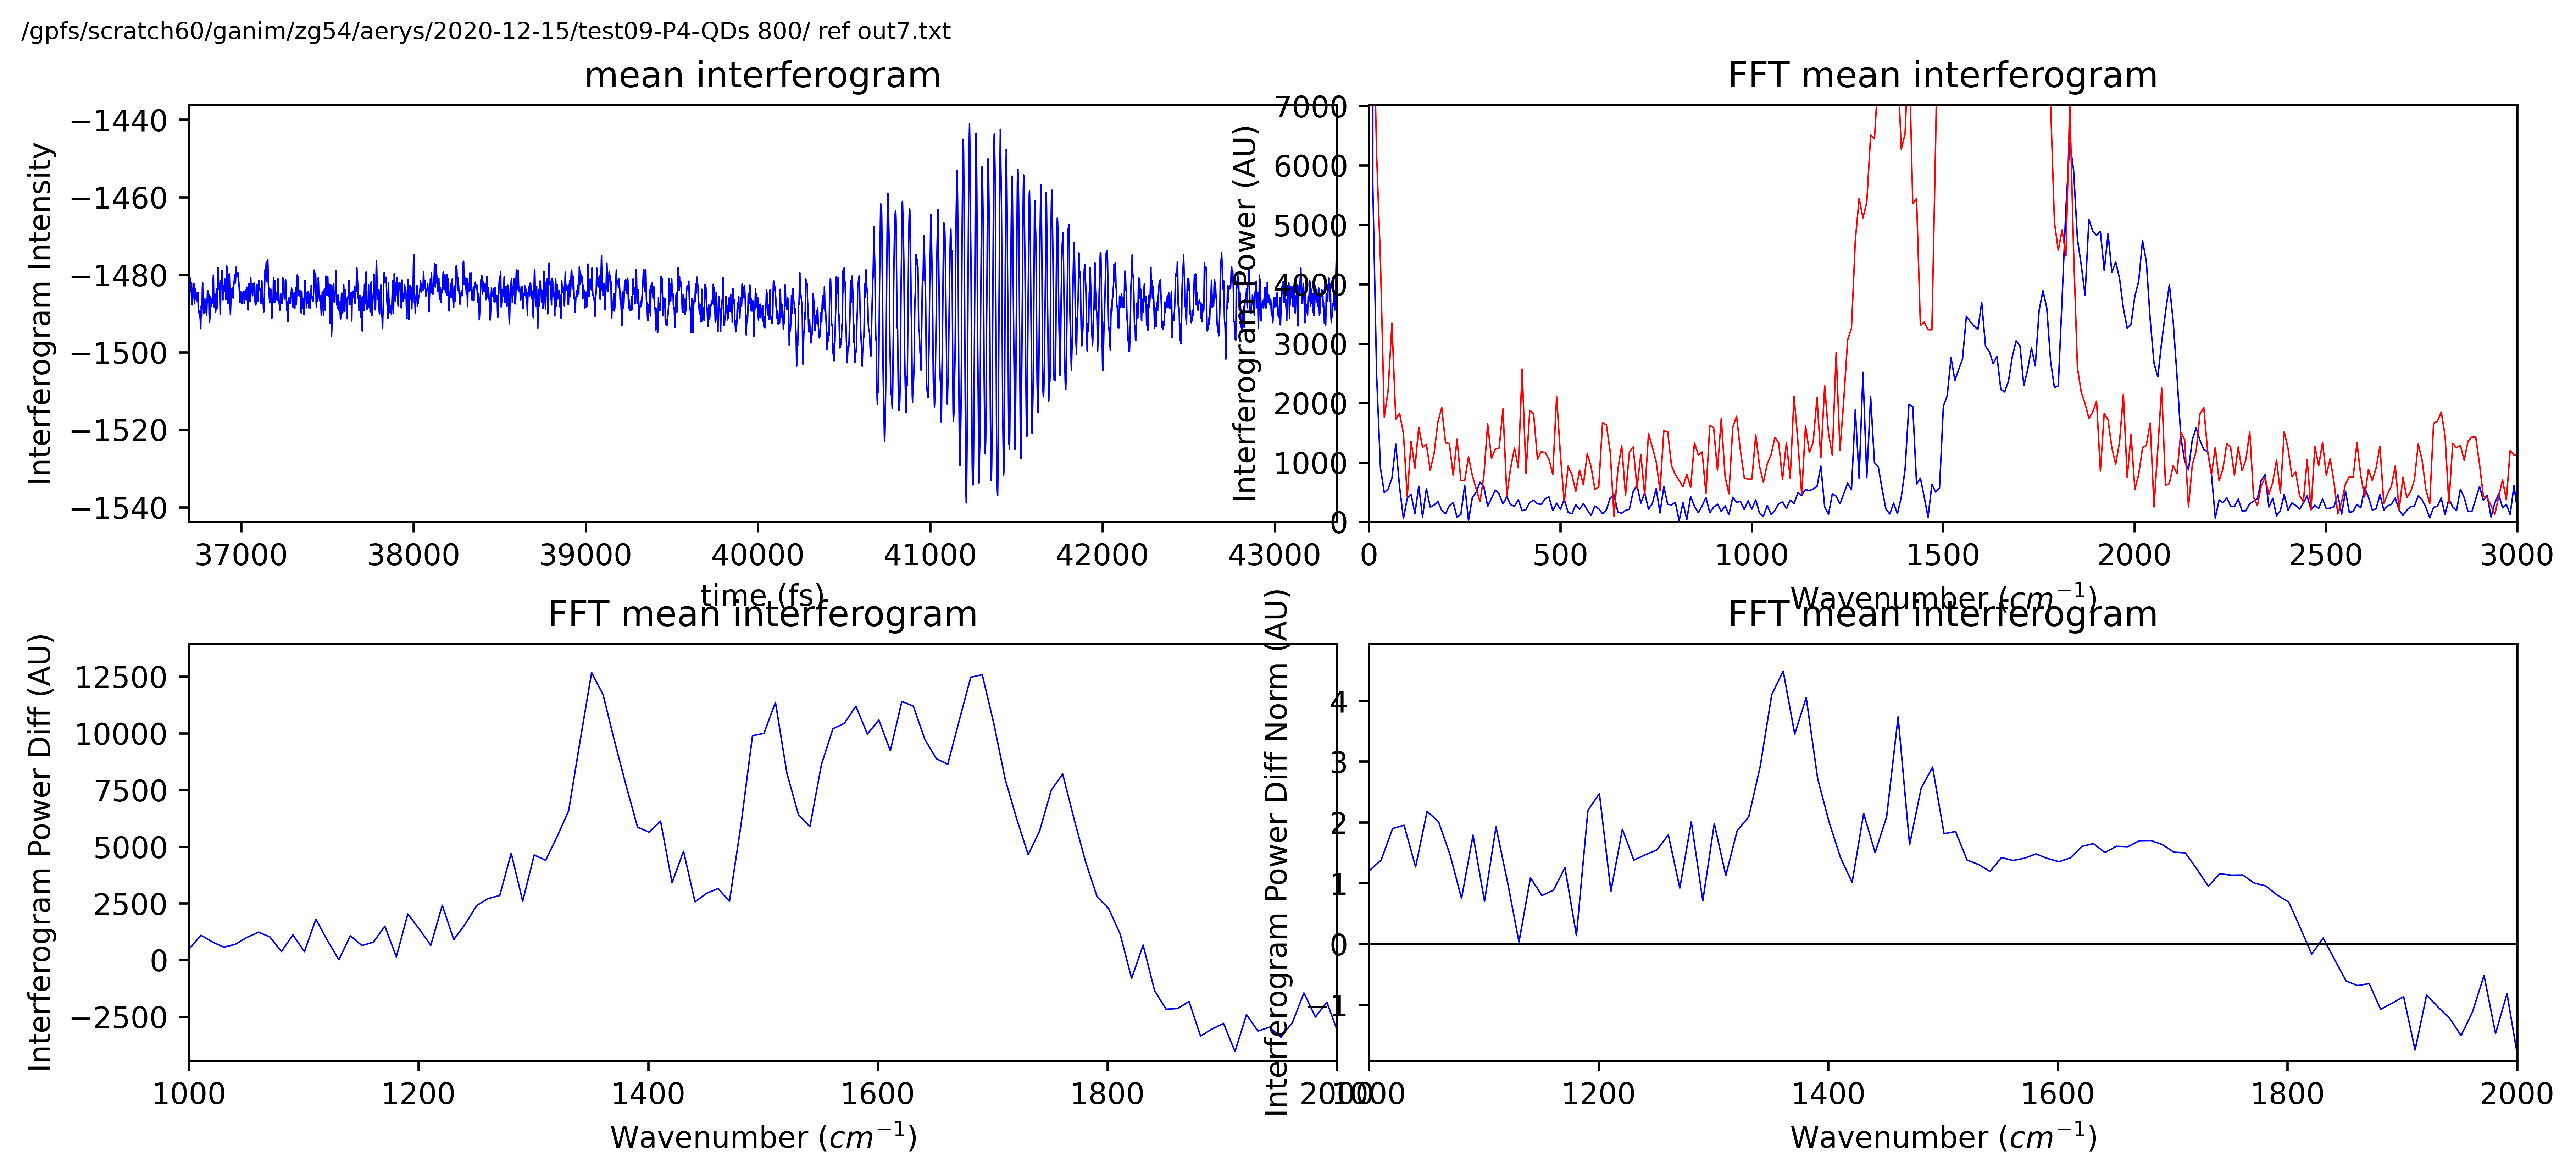 /gpfs/scratch60/ganim/zg54/aerys/2020-12-15/test09-P4-QDs 800/ ref out7.txt
mean interferogram
Interferogram Intensity
−1440
−1460
−1480
−1500
−1520
−1540
37000 38000 39000 40000 41000 42000 43000
time (fs)
FFT mean interferogram
Interferogram Power (AU)
7000
6000
5000
4000
3000
2000
1000
0
0 500 1000 1500 2000 2500 3000
Wavenumber (cm−1)
FFT mean interferogram
Interferogram Power Diff (AU)
12500
10000
7500
5000
2500
0
−2500
1000 1200 1400 1600 1800 2000
Wavenumber (cm−1)
FFT mean interferogram
Interferogram Power Diff Norm (AU)
4
3
2
1
0
−1
1000 1200 1400 1600 1800 2000
Wavenumber (cm−1)